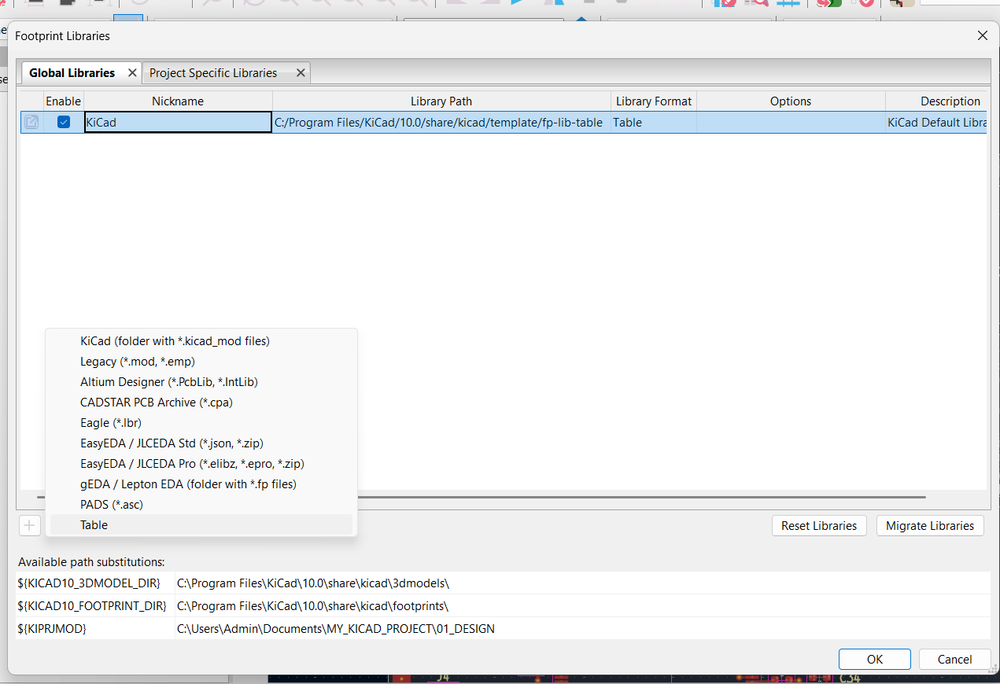 Footprint Libraries
Global Libraries Project Specific Libraries
Enable Nickname Library Path Library Format Options Description
KiCad C:/Program Files/KiCad/10.0/share/kicad/template/fp-lib-table Table KiCad Default Libra
KiCad (folder with *.kicad_mod files)
Legacy (*.mod, *.emp)
Altium Designer (*.PcbLib, *.IntLib)
CADSTAR PCB Archive (*.cpa)
Eagle (*.lbr)
EasyEDA / JLCEDA Std (*.json, *.zip)
EasyEDA / JLCEDA Pro (*.elibz, *.epro, *.zip)
gEDA / Lepton EDA (folder with *.fp files)
PADS (*.asc)
Table
Reset Libraries Migrate Libraries
Available path substitutions:
${KICAD10_3DMODEL_DIR} C:\Program Files\KiCad\10.0\share\kicad\3dmodels\
${KICAD10_FOOTPRINT_DIR} C:\Program Files\KiCad\10.0\share\kicad\footprints\
${KIPRJMOD} C:\Users\Admin\Documents\MY_KICAD_PROJECT\01_DESIGN
OK Cancel